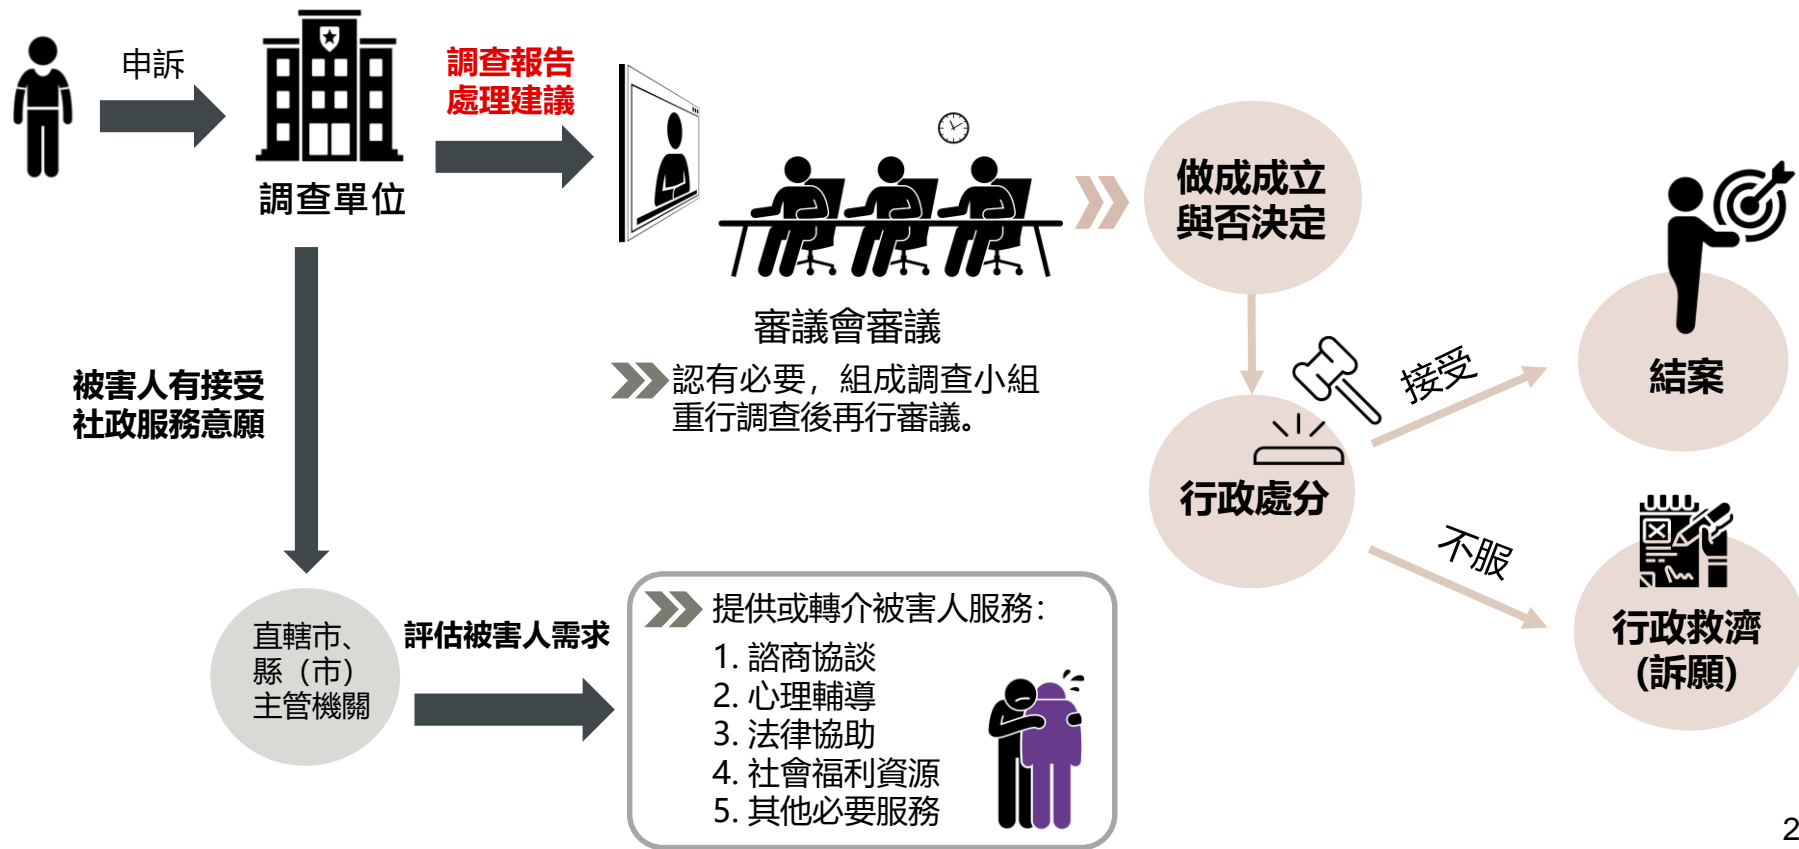 申訴
調查單位
調查報告
處理建議
審議會審議
認有必要，組成調查小組
重行調查後再行審議。
做成成立
與否決定
行政處分
接受
結案
不服
行政救濟
(訴願)
被害人有接受
社政服務意願
直轄市、
縣（市）
主管機關
評估被害人需求
提供或轉介被害人服務：
1. 諮商協談
2. 心理輔導
3. 法律協助
4. 社會福利資源
5. 其他必要服務
2